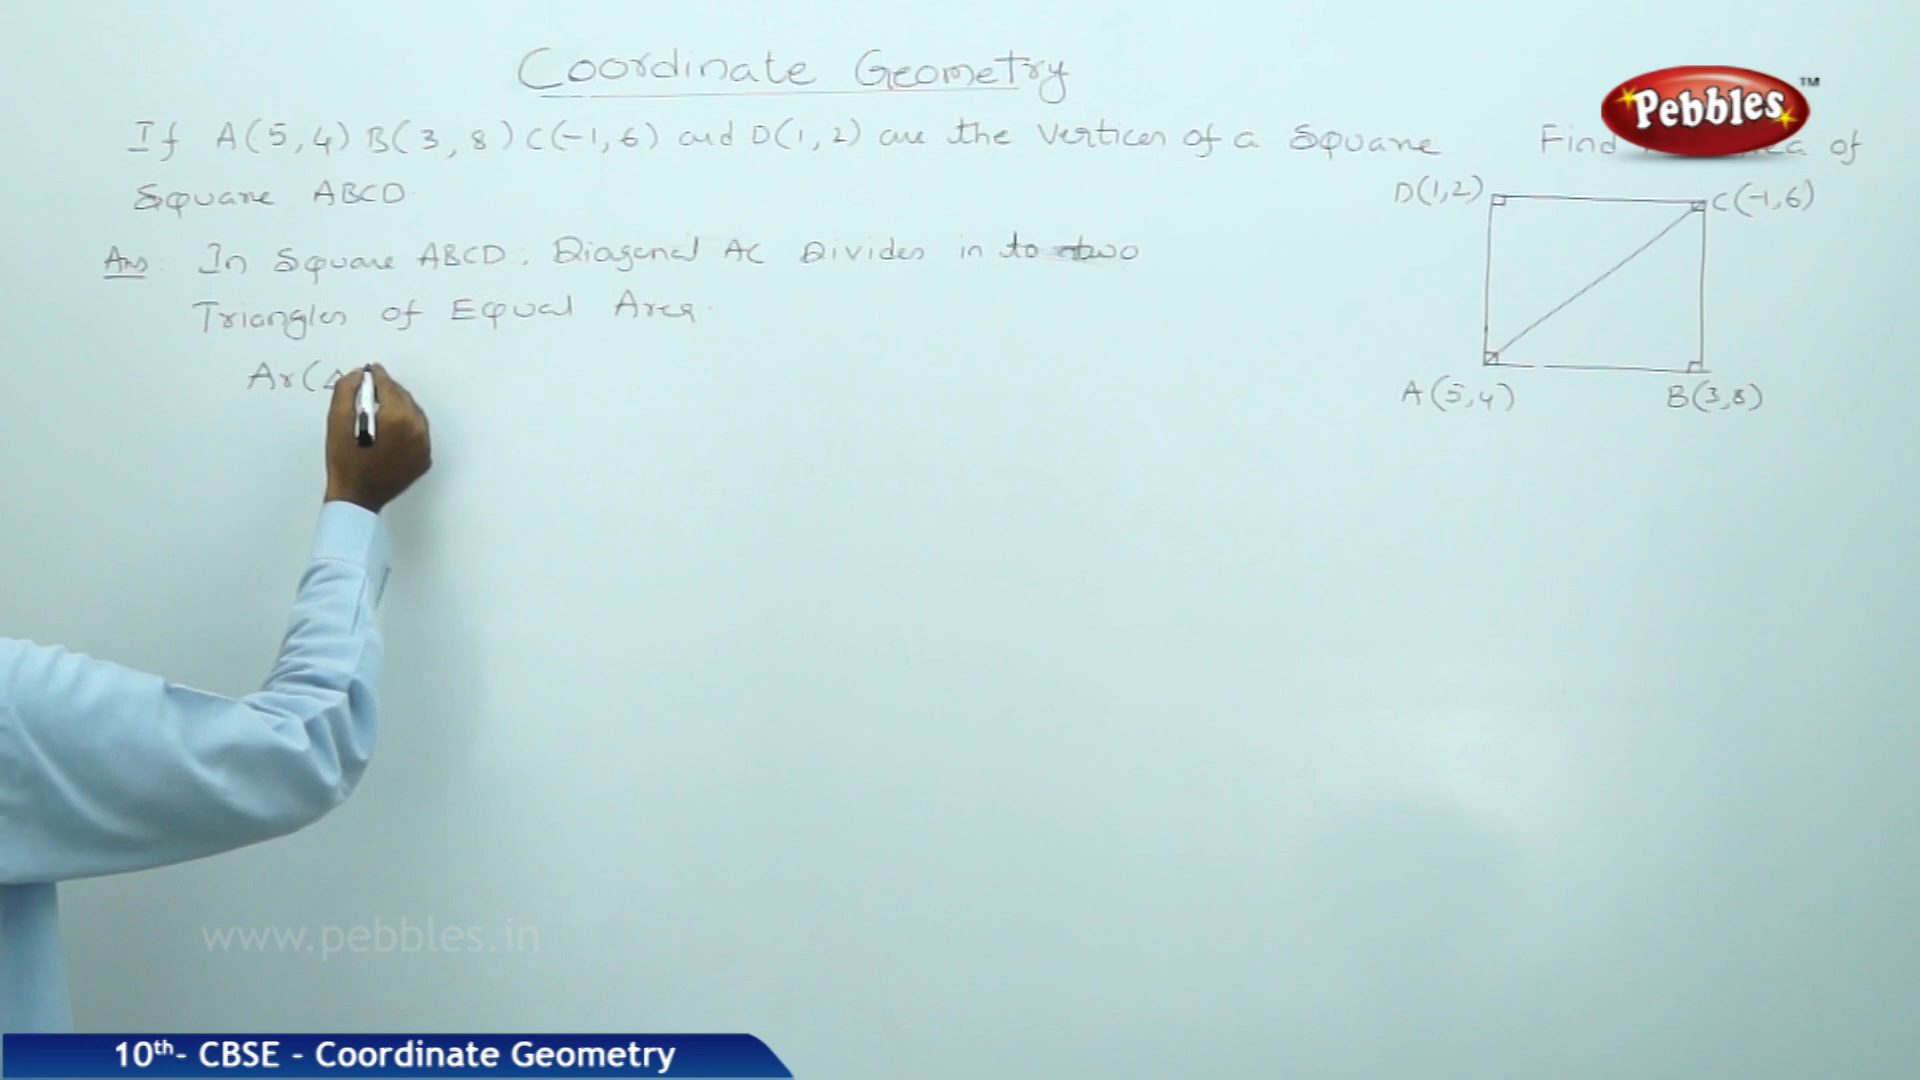 Coordinate Geometry
Pebbles™
If A(5,4) B(3,8) C(-1,6) and D(1,2) are the vertices of a Square Find of
Square ABCD.
D(1,2)
C(-1,6)
Ans: In Square ABCD, Diagonal AC Divides in to two
Triangles of Equal Area.
Ar(Δ
A(5,4)
B(3,8)
www.pebbles.in
10th- CBSE - Coordinate Geometry